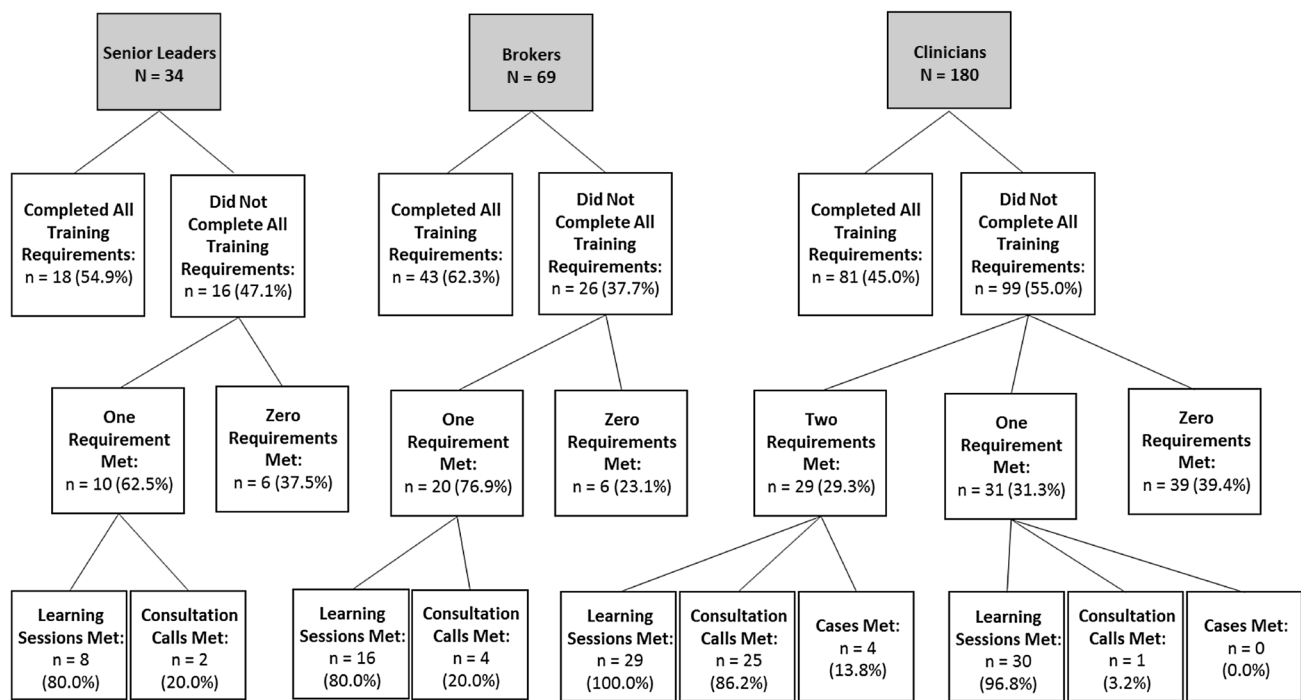 Senior Leaders
N = 34
Brokers
N = 69
Clinicians
N = 180
Completed All
Training
Requirements:
n = 18 (54.9%)
Did Not
Complete All
Training
Requirements:
n = 16 (47.1%)
Completed All
Training
Requirements:
n = 43 (62.3%)
Did Not
Complete All
Training
Requirements:
n = 26 (37.7%)
Completed All
Training
Requirements:
n = 81 (45.0%)
Did Not
Complete All
Training
Requirements:
n = 99 (55.0%)
One
Requirement
Met:
n = 10 (62.5%)
Zero
Requirements
Met:
n = 6 (37.5%)
One
Requirement
Met:
n = 20 (76.9%)
Zero
Requirements
Met:
n = 6 (23.1%)
Two
Requirements
Met:
n = 29 (29.3%)
One
Requirement
Met:
n = 31 (31.3%)
Zero
Requirements
Met:
n = 39 (39.4%)
Learning
Sessions Met:
n = 8
(80.0%)
Consultation
Calls Met:
n = 2
(20.0%)
Learning
Sessions Met:
n = 16
(80.0%)
Consultation
Calls Met:
n = 4
(20.0%)
Learning
Sessions Met:
n = 29
(100.0%)
Consultation
Calls Met:
n = 25
(86.2%)
Cases Met:
n = 4
(13.8%)
Learning
Sessions Met:
n = 30
(96.8%)
Consultation
Calls Met:
n = 1
(3.2%)
Cases Met:
n = 0
(0.0%)